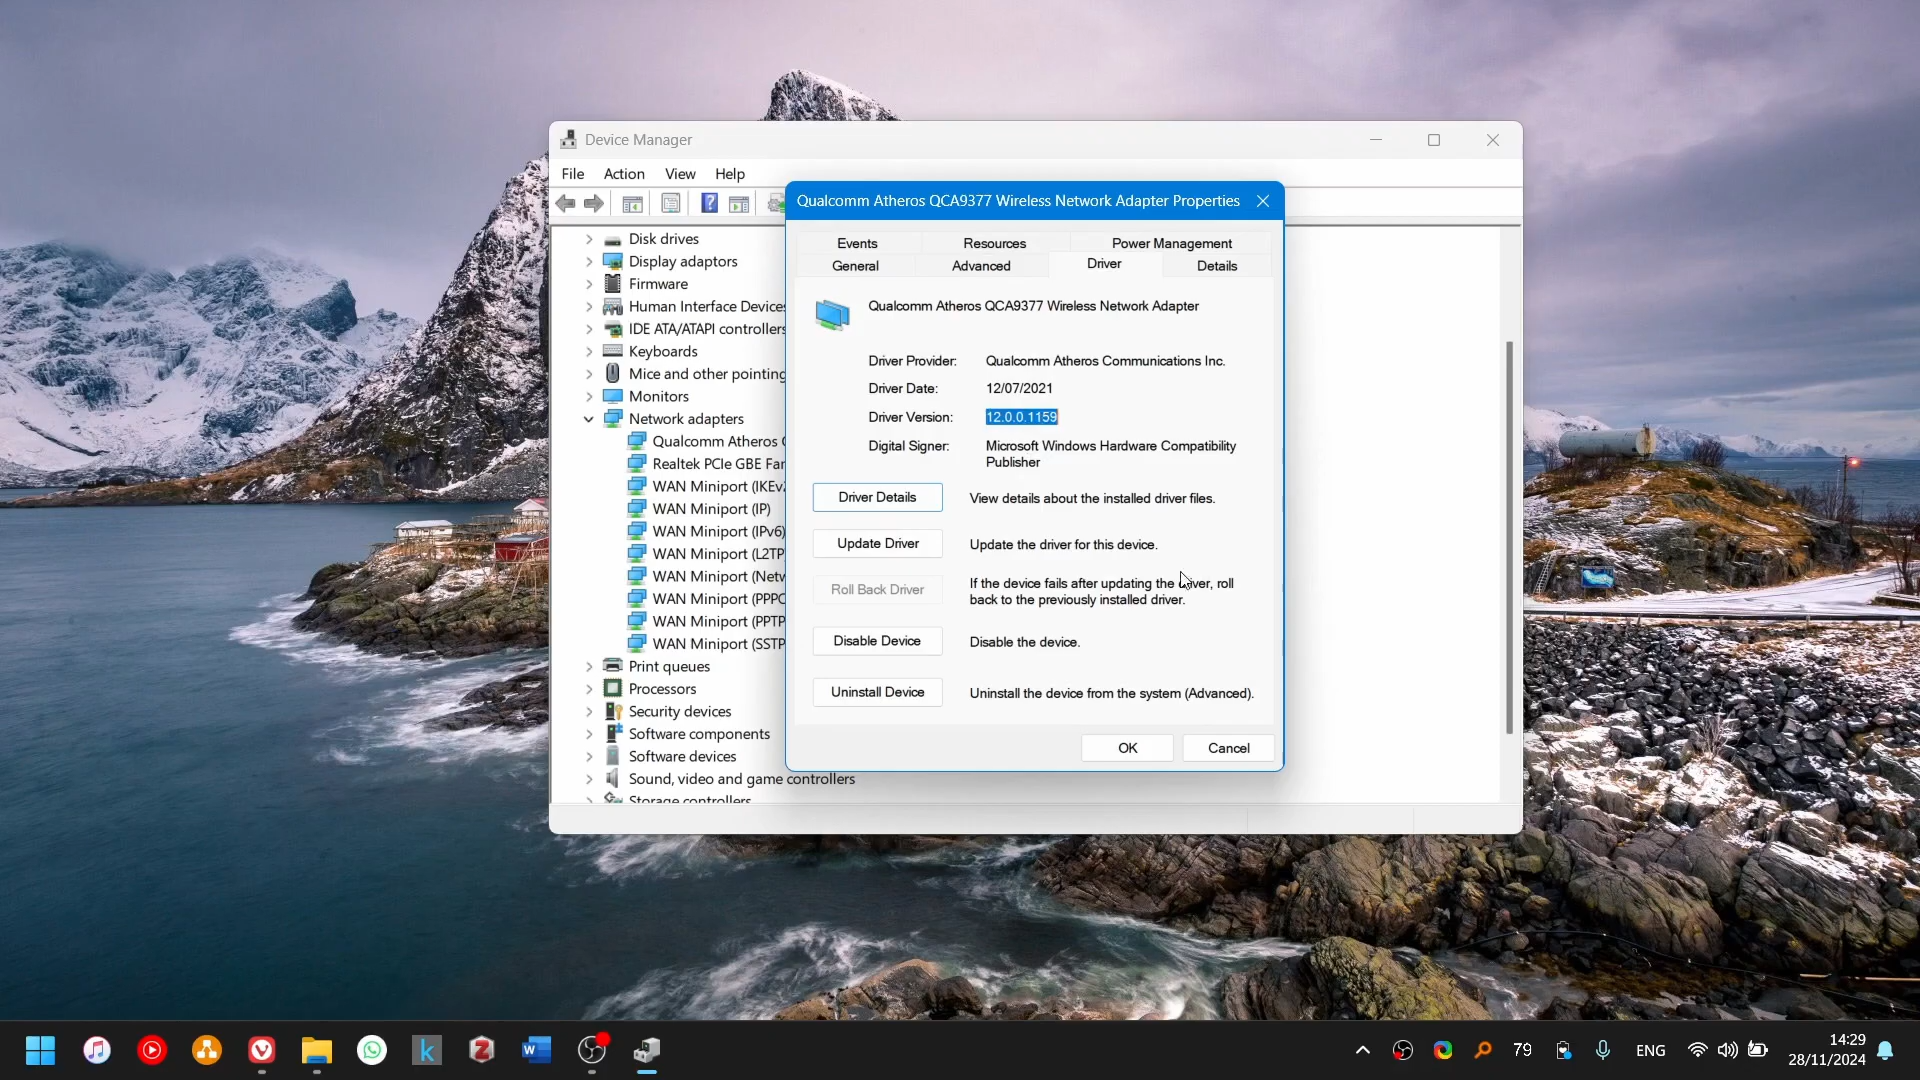 Device Manager
File Action View Help
Disk drives
Display adaptors
Firmware
Human Interface Devices
IDE ATA/ATAPI controllers
Keyboards
Mice and other pointing
Monitors
Network adapters
Qualcomm Atheros
Realtek PCIe GBE Fa
WAN Miniport (IKEv
WAN Miniport (IP)
WAN Miniport (IPv6)
WAN Miniport (L2TP
WAN Miniport (Netw
WAN Miniport (PPPO
WAN Miniport (PPTP
WAN Miniport (SSTP
Print queues
Processors
Security devices
Software components
Software devices
Sound, video and game controllers
Storage controllers
Qualcomm Atheros QCA9377 Wireless Network Adapter Properties
Events Resources Power Management
General Advanced Driver Details
Qualcomm Atheros QCA9377 Wireless Network Adapter
Driver Provider: Qualcomm Atheros Communications Inc.
Driver Date: 12/07/2021
Driver Version: 12.0.0.1159
Digital Signer: Microsoft Windows Hardware Compatibility
Publisher
Driver Details View details about the installed driver files.
Update Driver Update the driver for this device.
Roll Back Driver If the device fails after updating the driver, roll
back to the previously installed driver.
Disable Device Disable the device.
Uninstall Device Uninstall the device from the system (Advanced).
OK Cancel
79 ENG 14:29
28/11/2024